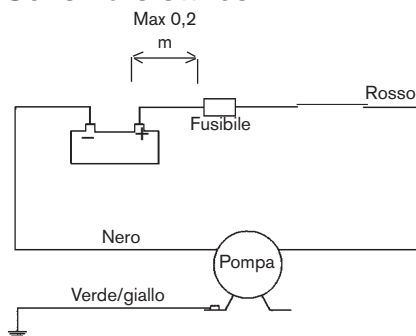 Max 0,2
m
Rosso
Fusibile
− +
Nero
Pompa
Verde/giallo